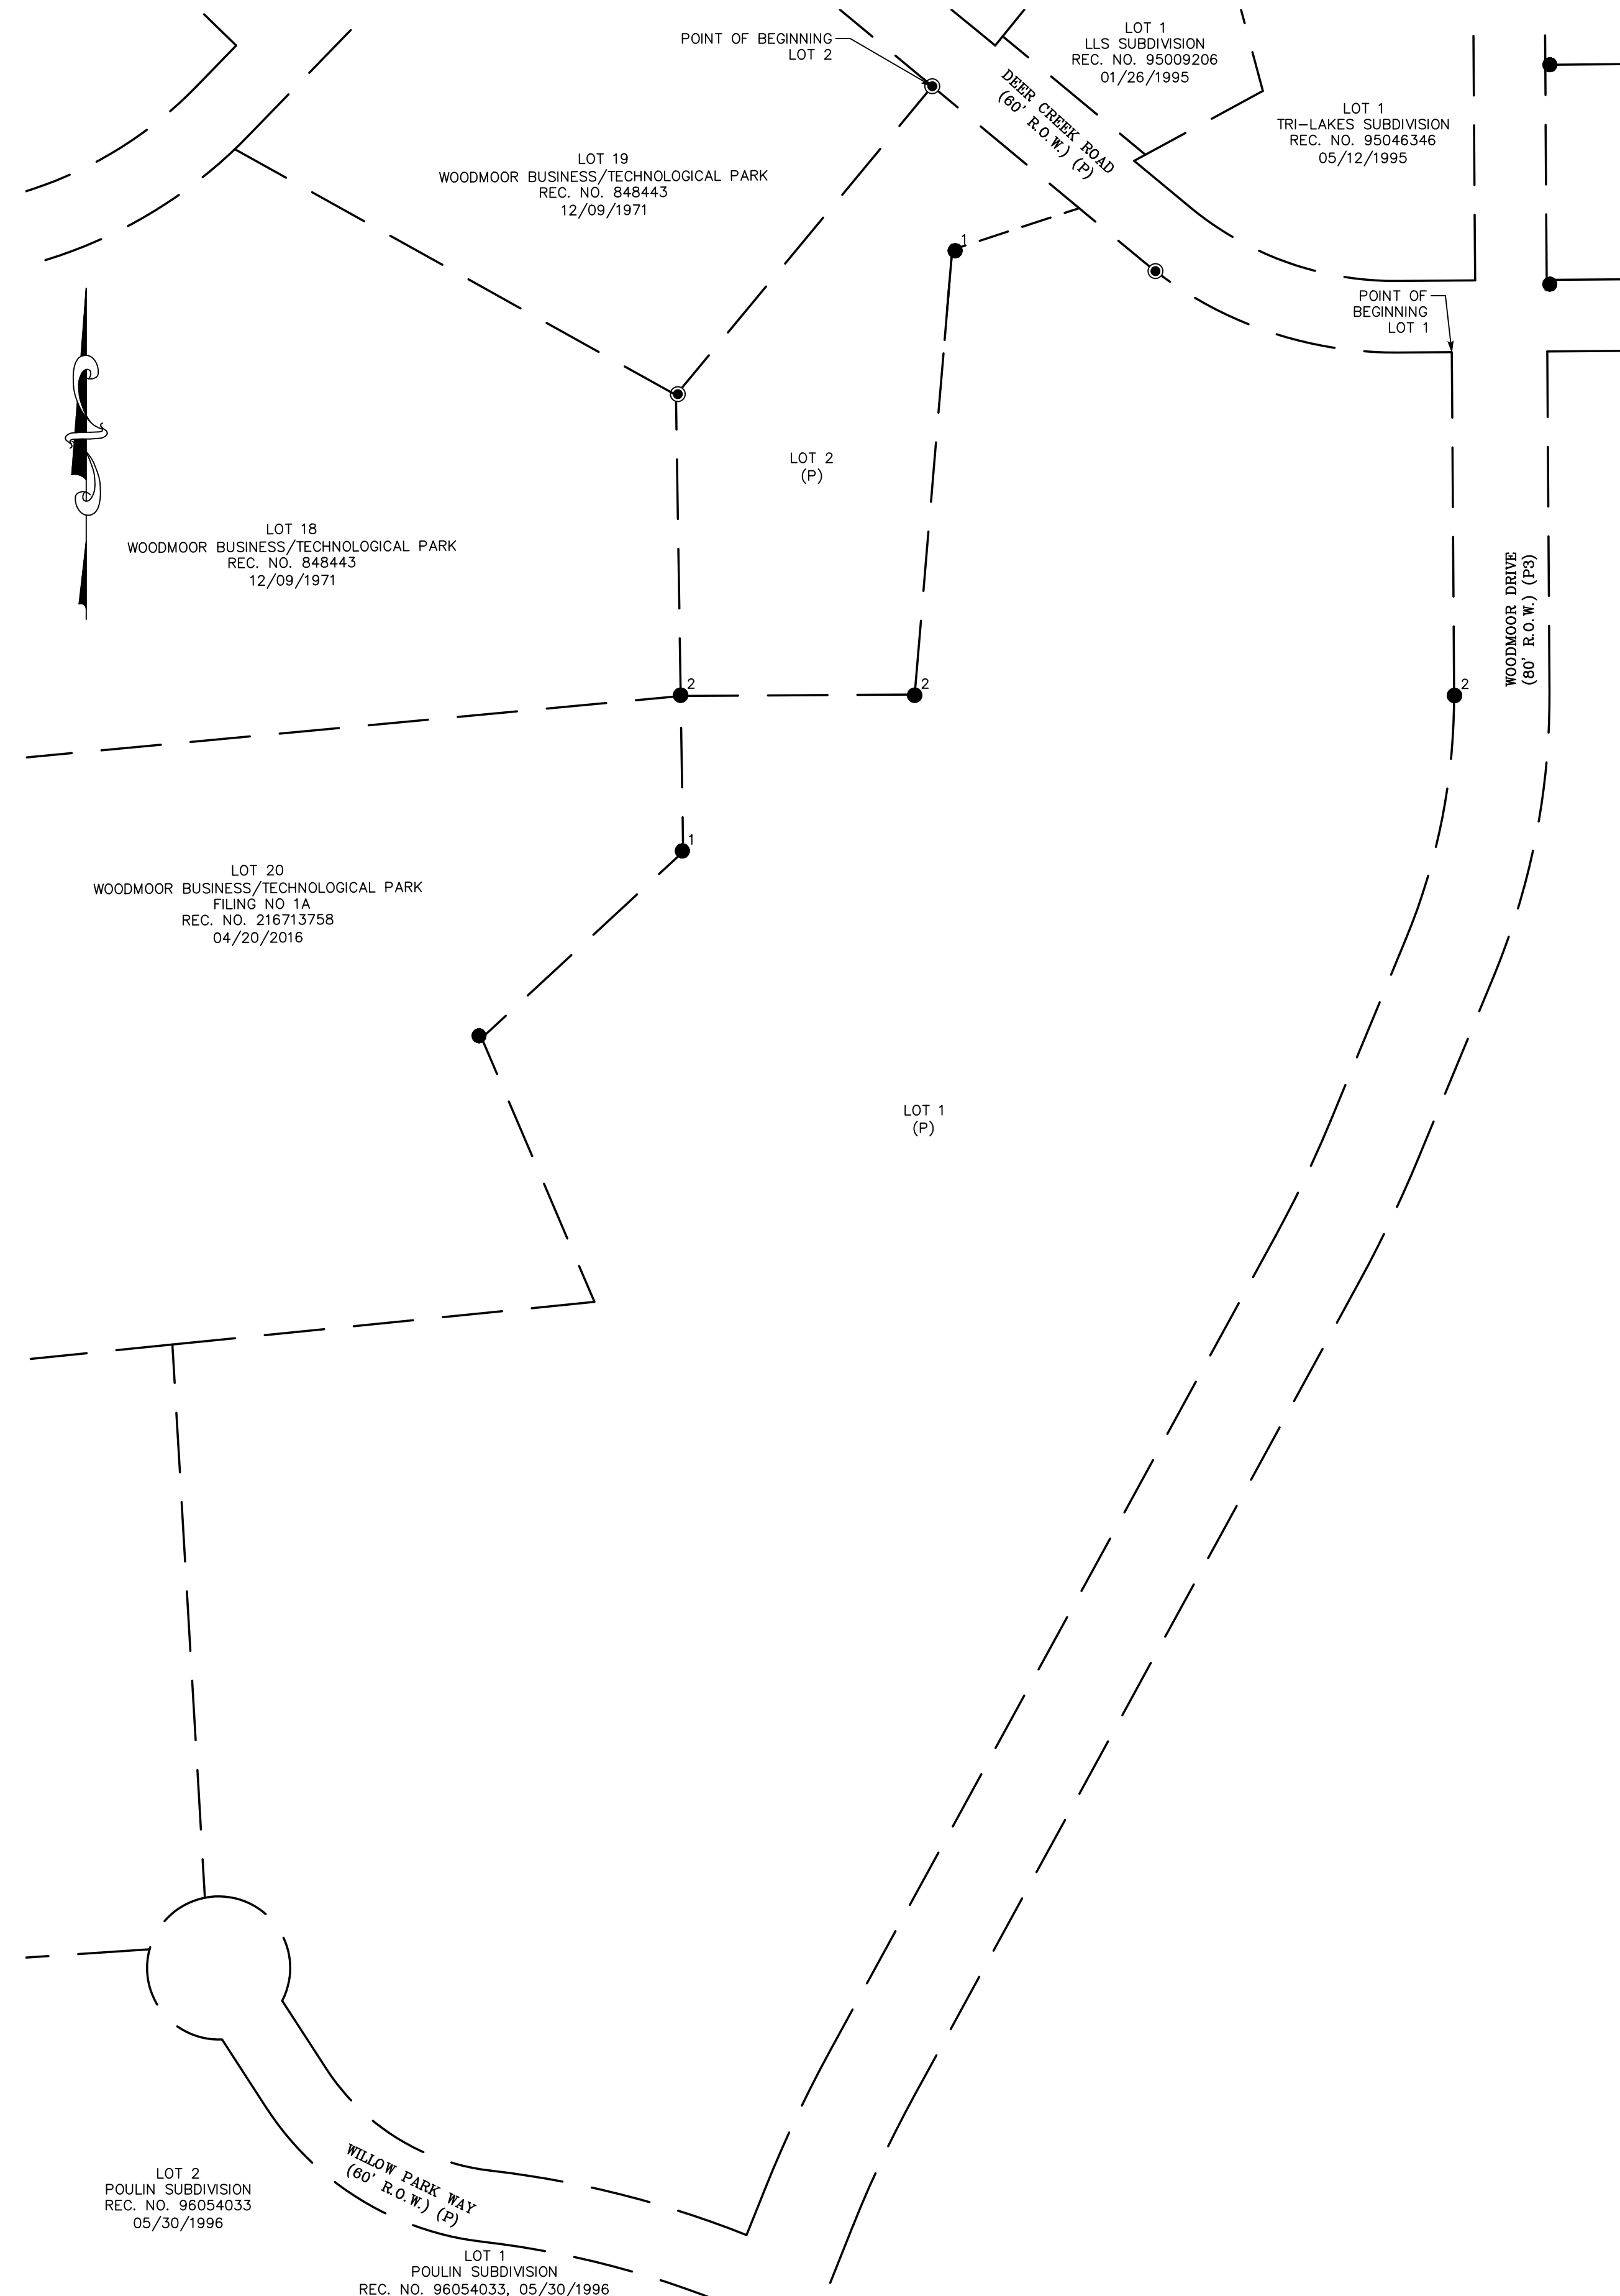 POINT OF BEGINNING
LOT 2
LOT 1
LLS SUBDIVISION
REC. NO. 95009206
01/26/1995
DEER CREEK ROAD
(60' R.O.W.) (P)
LOT 1
TRI-LAKES SUBDIVISION
REC. NO. 95046346
05/12/1995
LOT 19
WOODMOOR BUSINESS/TECHNOLOGICAL PARK
REC. NO. 848443
12/09/1971
1
POINT OF
BEGINNING
LOT 1
LOT 2
(P)
LOT 18
WOODMOOR BUSINESS/TECHNOLOGICAL PARK
REC. NO. 848443
12/09/1971
WOODMOOR DRIVE
(80' R.O.W.) (P3)
2
2
2
1
LOT 20
WOODMOOR BUSINESS/TECHNOLOGICAL PARK
FILING NO 1A
REC. NO. 216713758
04/20/2016
LOT 1
(P)
WILLOW PARK WAY
(60' R.O.W.) (P)
LOT 2
POULIN SUBDIVISION
REC. NO. 96054033
05/30/1996
LOT 1
POULIN SUBDIVISION
REC. NO. 96054033, 05/30/1996